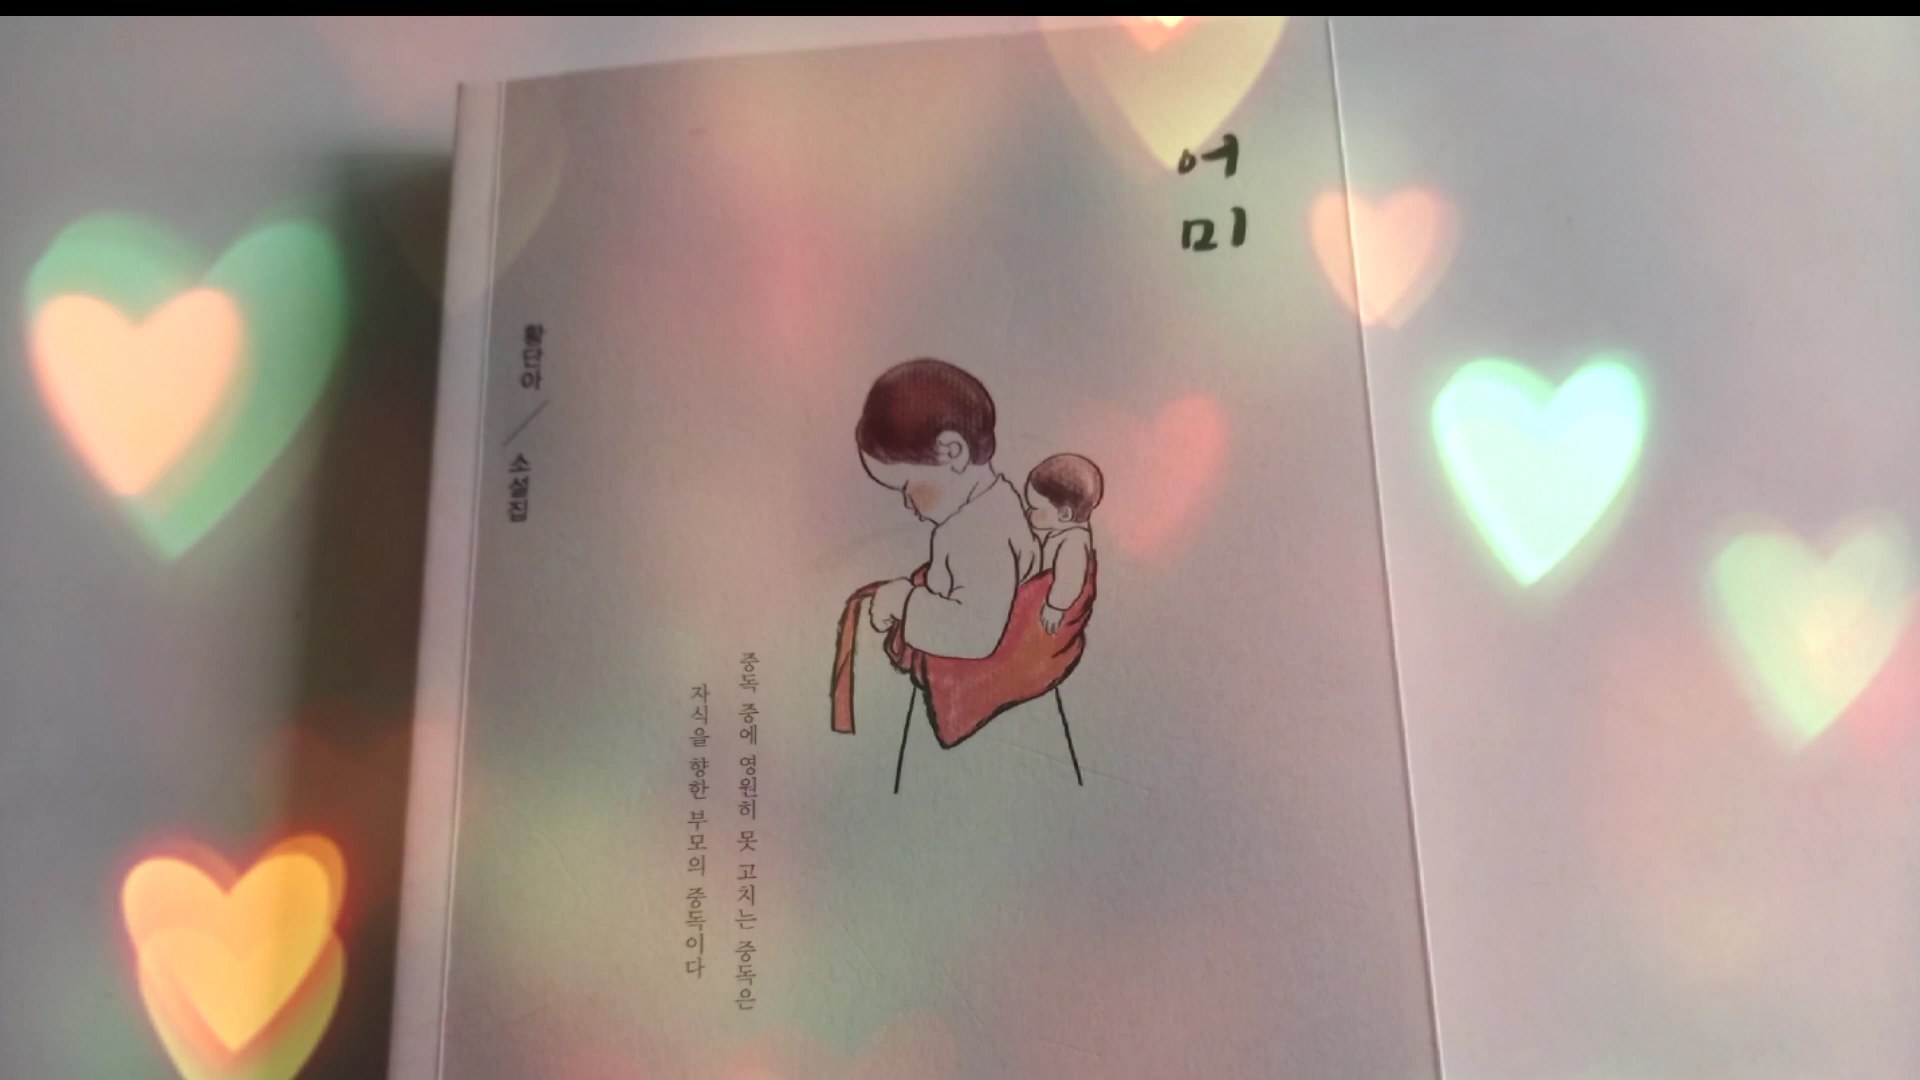 어미
황단아 / 소설집
중독 중에 영원히 못 고치는 중독은
자식을 향한 부모의 중독이다